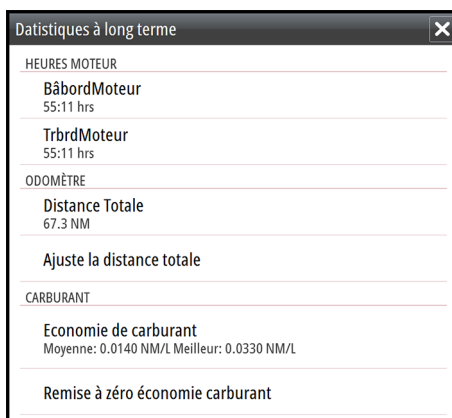 Datistiques à long terme
HEURES MOTEUR
BâbordMoteur
55:11 hrs
TrbrdMoteur
55:11 hrs
ODOMÈTRE
Distance Totale
67.3 NM
Ajuste la distance totale
CARBURANT
Economie de carburant
Moyenne: 0.0140 NM/L Meilleur: 0.0330 NM/L
Remise à zéro économie carburant